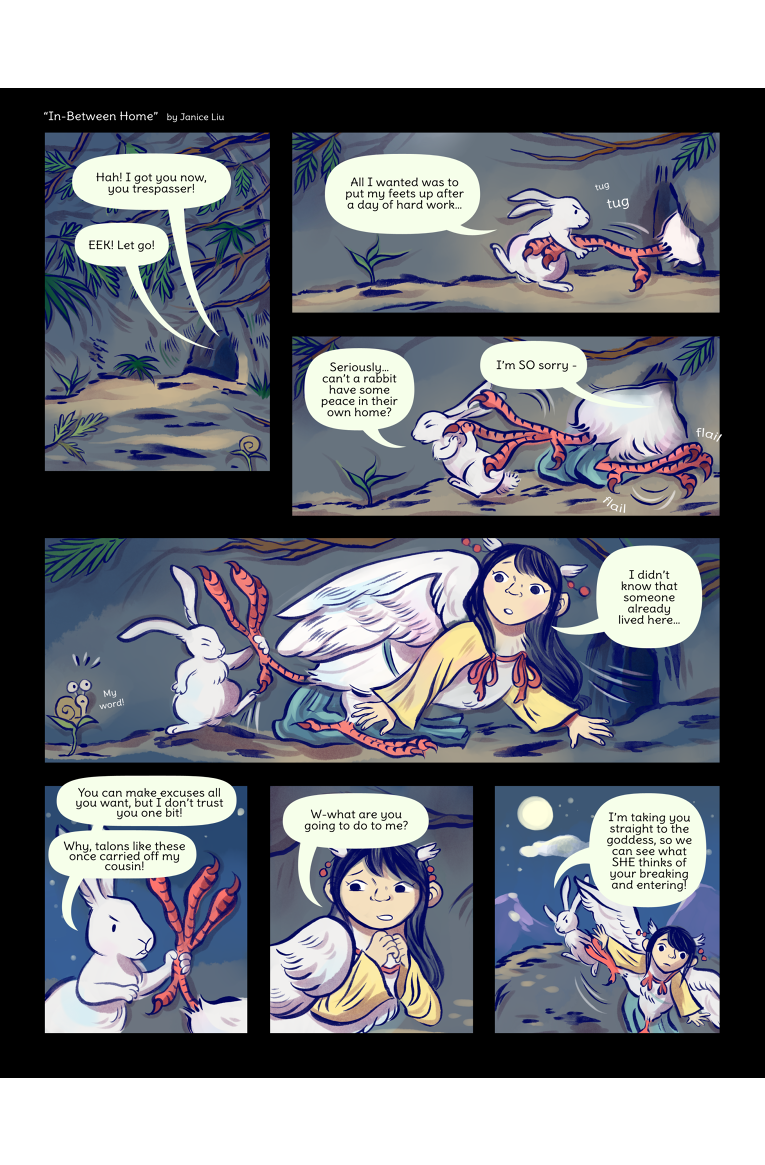 "In-Between Home" by Janice Liu
Hah! I got you now,
you trespasser!
EEK! Let go!
All I wanted was to
put my feets up after
a day of hard work...
tug
tug
Seriously...
can't a rabbit
have some
peace in their
own home?
I'm SO sorry -
flail
flail
I didn't
know that
someone
already
lived here...
My
word!
You can make excuses all
you want, but I don't trust
you one bit!
Why, talons like these
once carried off my
cousin!
W-what are you
going to do to me?
I'm taking you
straight to the
goddess, so we
can see what
SHE thinks of
your breaking
and entering!